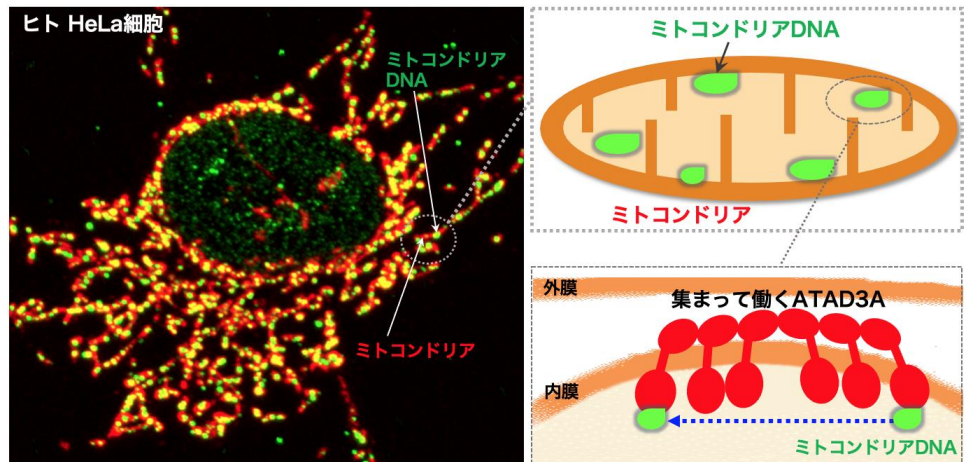 ヒト HeLa細胞
ミトコンドリア
DNA
ミトコンドリア
ミトコンドリアDNA
ミトコンドリア
外膜
集まって働くATAD3A
内膜
ミトコンドリアDNA